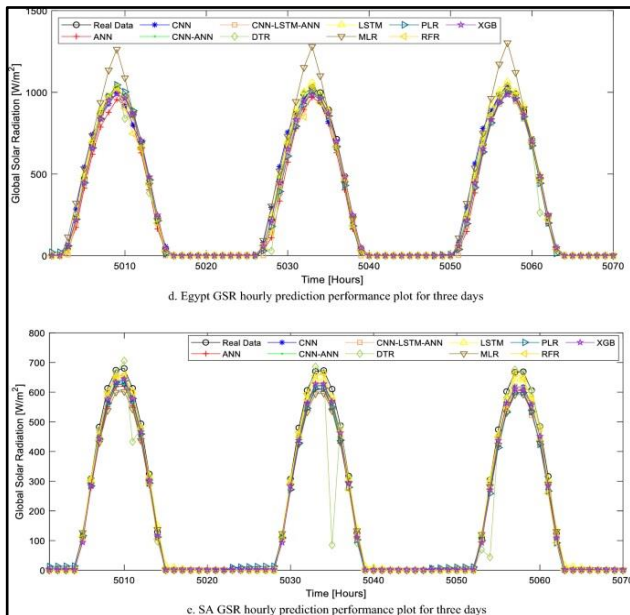 1500
Real Data CNN CNN-LSTM-ANN LSTM PLR XGB
ANN CNN-ANN DTR MLR RFR
1000
500
0
Global Solar Radiation [W/m²]
5010 5020 5030 5040 5050 5060 5070
Time [Hours]
d. Egypt GSR hourly prediction performance plot for three days
800
Real Data CNN CNN-LSTM-ANN LSTM PLR XGB
ANN CNN-ANN DTR MLR RFR
700
600
500
400
300
200
100
0
Global Solar Radiation [W/m²]
5010 5020 5030 5040 5050 5060 5070
Time [Hours]
c. SA GSR hourly prediction performance plot for three days